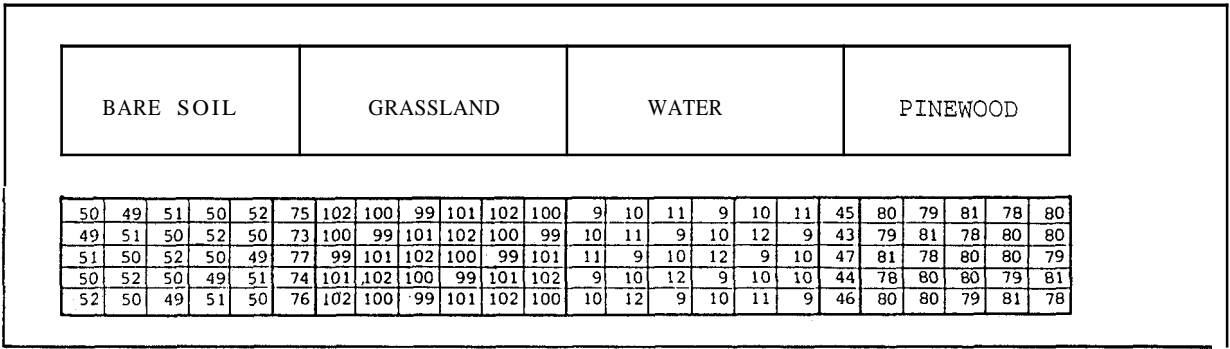 BARE SOIL GRASSLAND WATER PINEWOOD
50 49 51 50 52 75 102 100 99 101 102 100 9 10 11 9 10 11 45 80 79 81 78 80
49 51 50 52 50 73 100 99 101 102 100 99 10 11 9 10 12 9 43 79 81 78 80 80
51 50 52 50 49 77 99 101 102 100 99 101 11 9 10 12 9 10 47 81 78 80 80 79
50 52 50 49 51 74 101 102 100 99 101 102 9 10 12 9 10 10 44 78 80 80 79 81
52 50 49 51 50 76 102 100 99 101 102 100 10 12 9 10 11 9 46 80 80 79 81 78